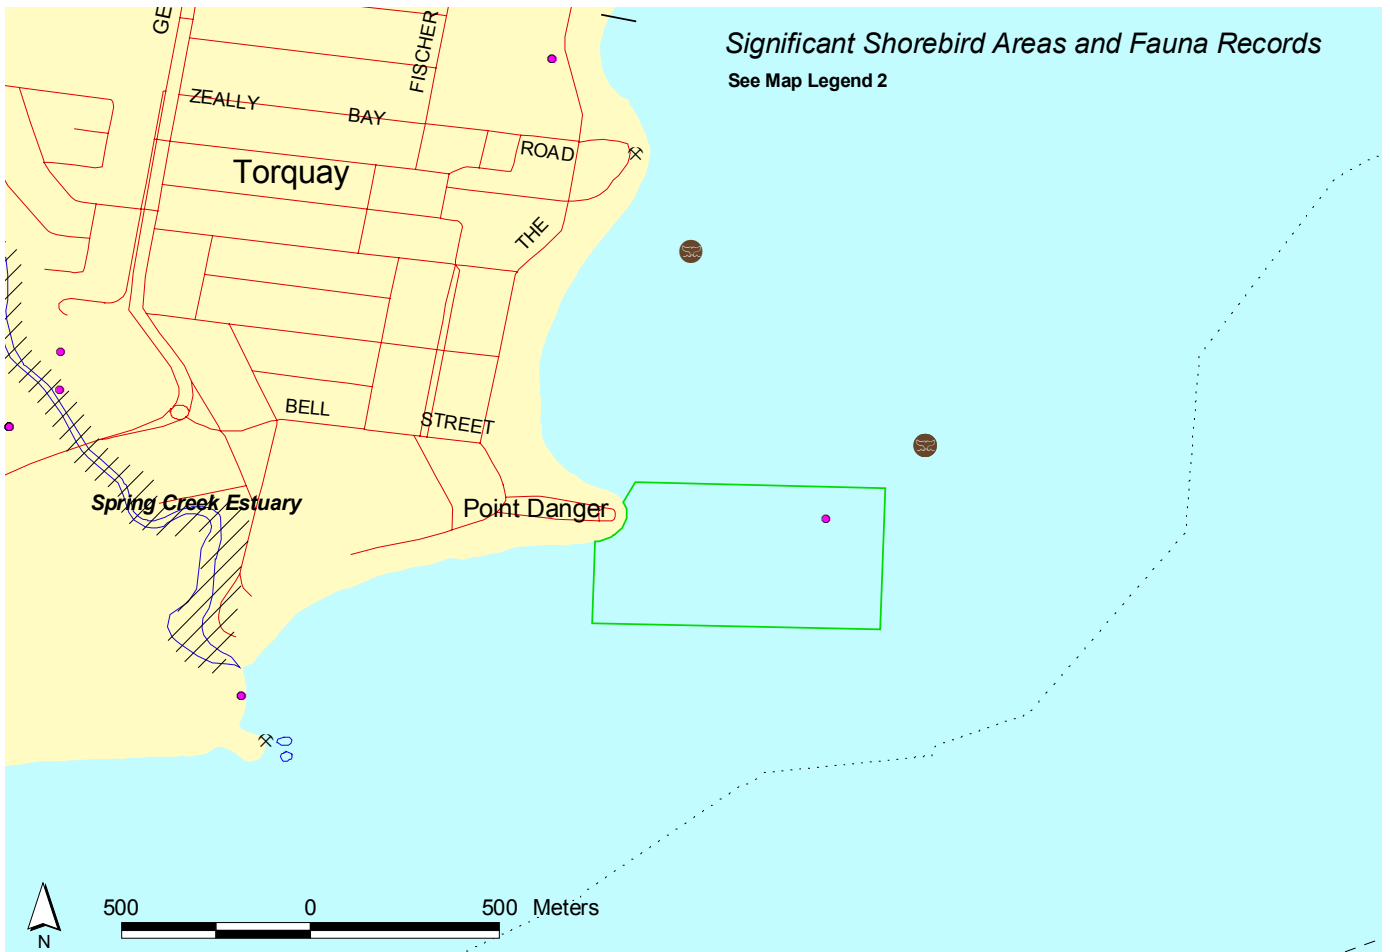 Significant Shorebird Areas and Fauna Records
See Map Legend 2
GE
FISCHER
ZEALLY BAY ROAD
Torquay
THE
BELL STREET
Spring Creek Estuary
Point Danger
500 0 500 Meters
N